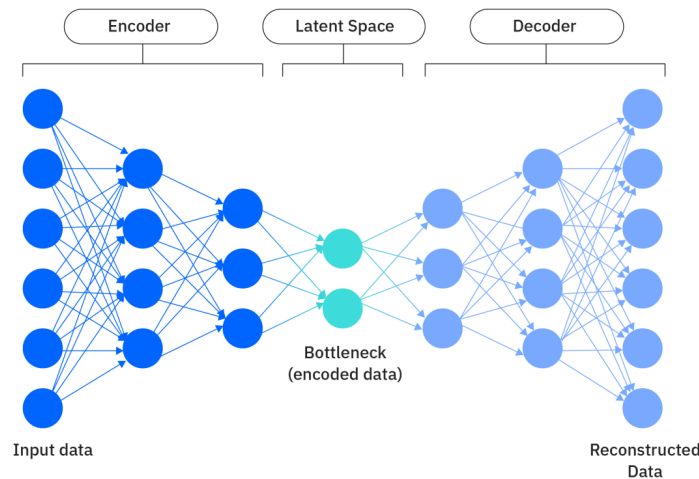 Encoder
Latent Space
Decoder
Bottleneck
(encoded data)
Input data
Reconstructed
Data